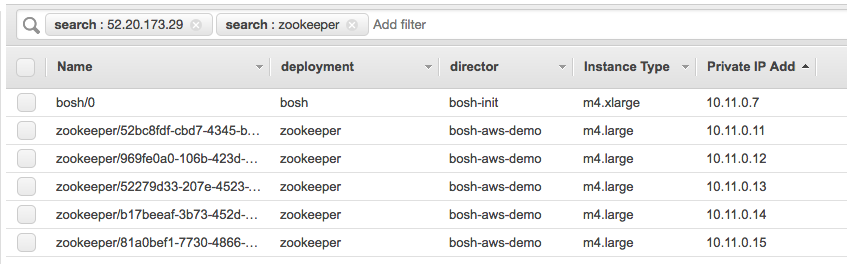 search : 52.20.173.29 search : zookeeper Add filter
Name deployment director Instance Type Private IP Add
bosh/0 bosh bosh-init m4.xlarge 10.11.0.7
zookeeper/52bc8fdf-cbd7-4345-b... zookeeper bosh-aws-demo m4.large 10.11.0.11
zookeeper/969fe0a0-106b-423d-... zookeeper bosh-aws-demo m4.large 10.11.0.12
zookeeper/52279d33-207e-4523-... zookeeper bosh-aws-demo m4.large 10.11.0.13
zookeeper/b17beeaf-3b73-452d-... zookeeper bosh-aws-demo m4.large 10.11.0.14
zookeeper/81a0bef1-7730-4866-... zookeeper bosh-aws-demo m4.large 10.11.0.15